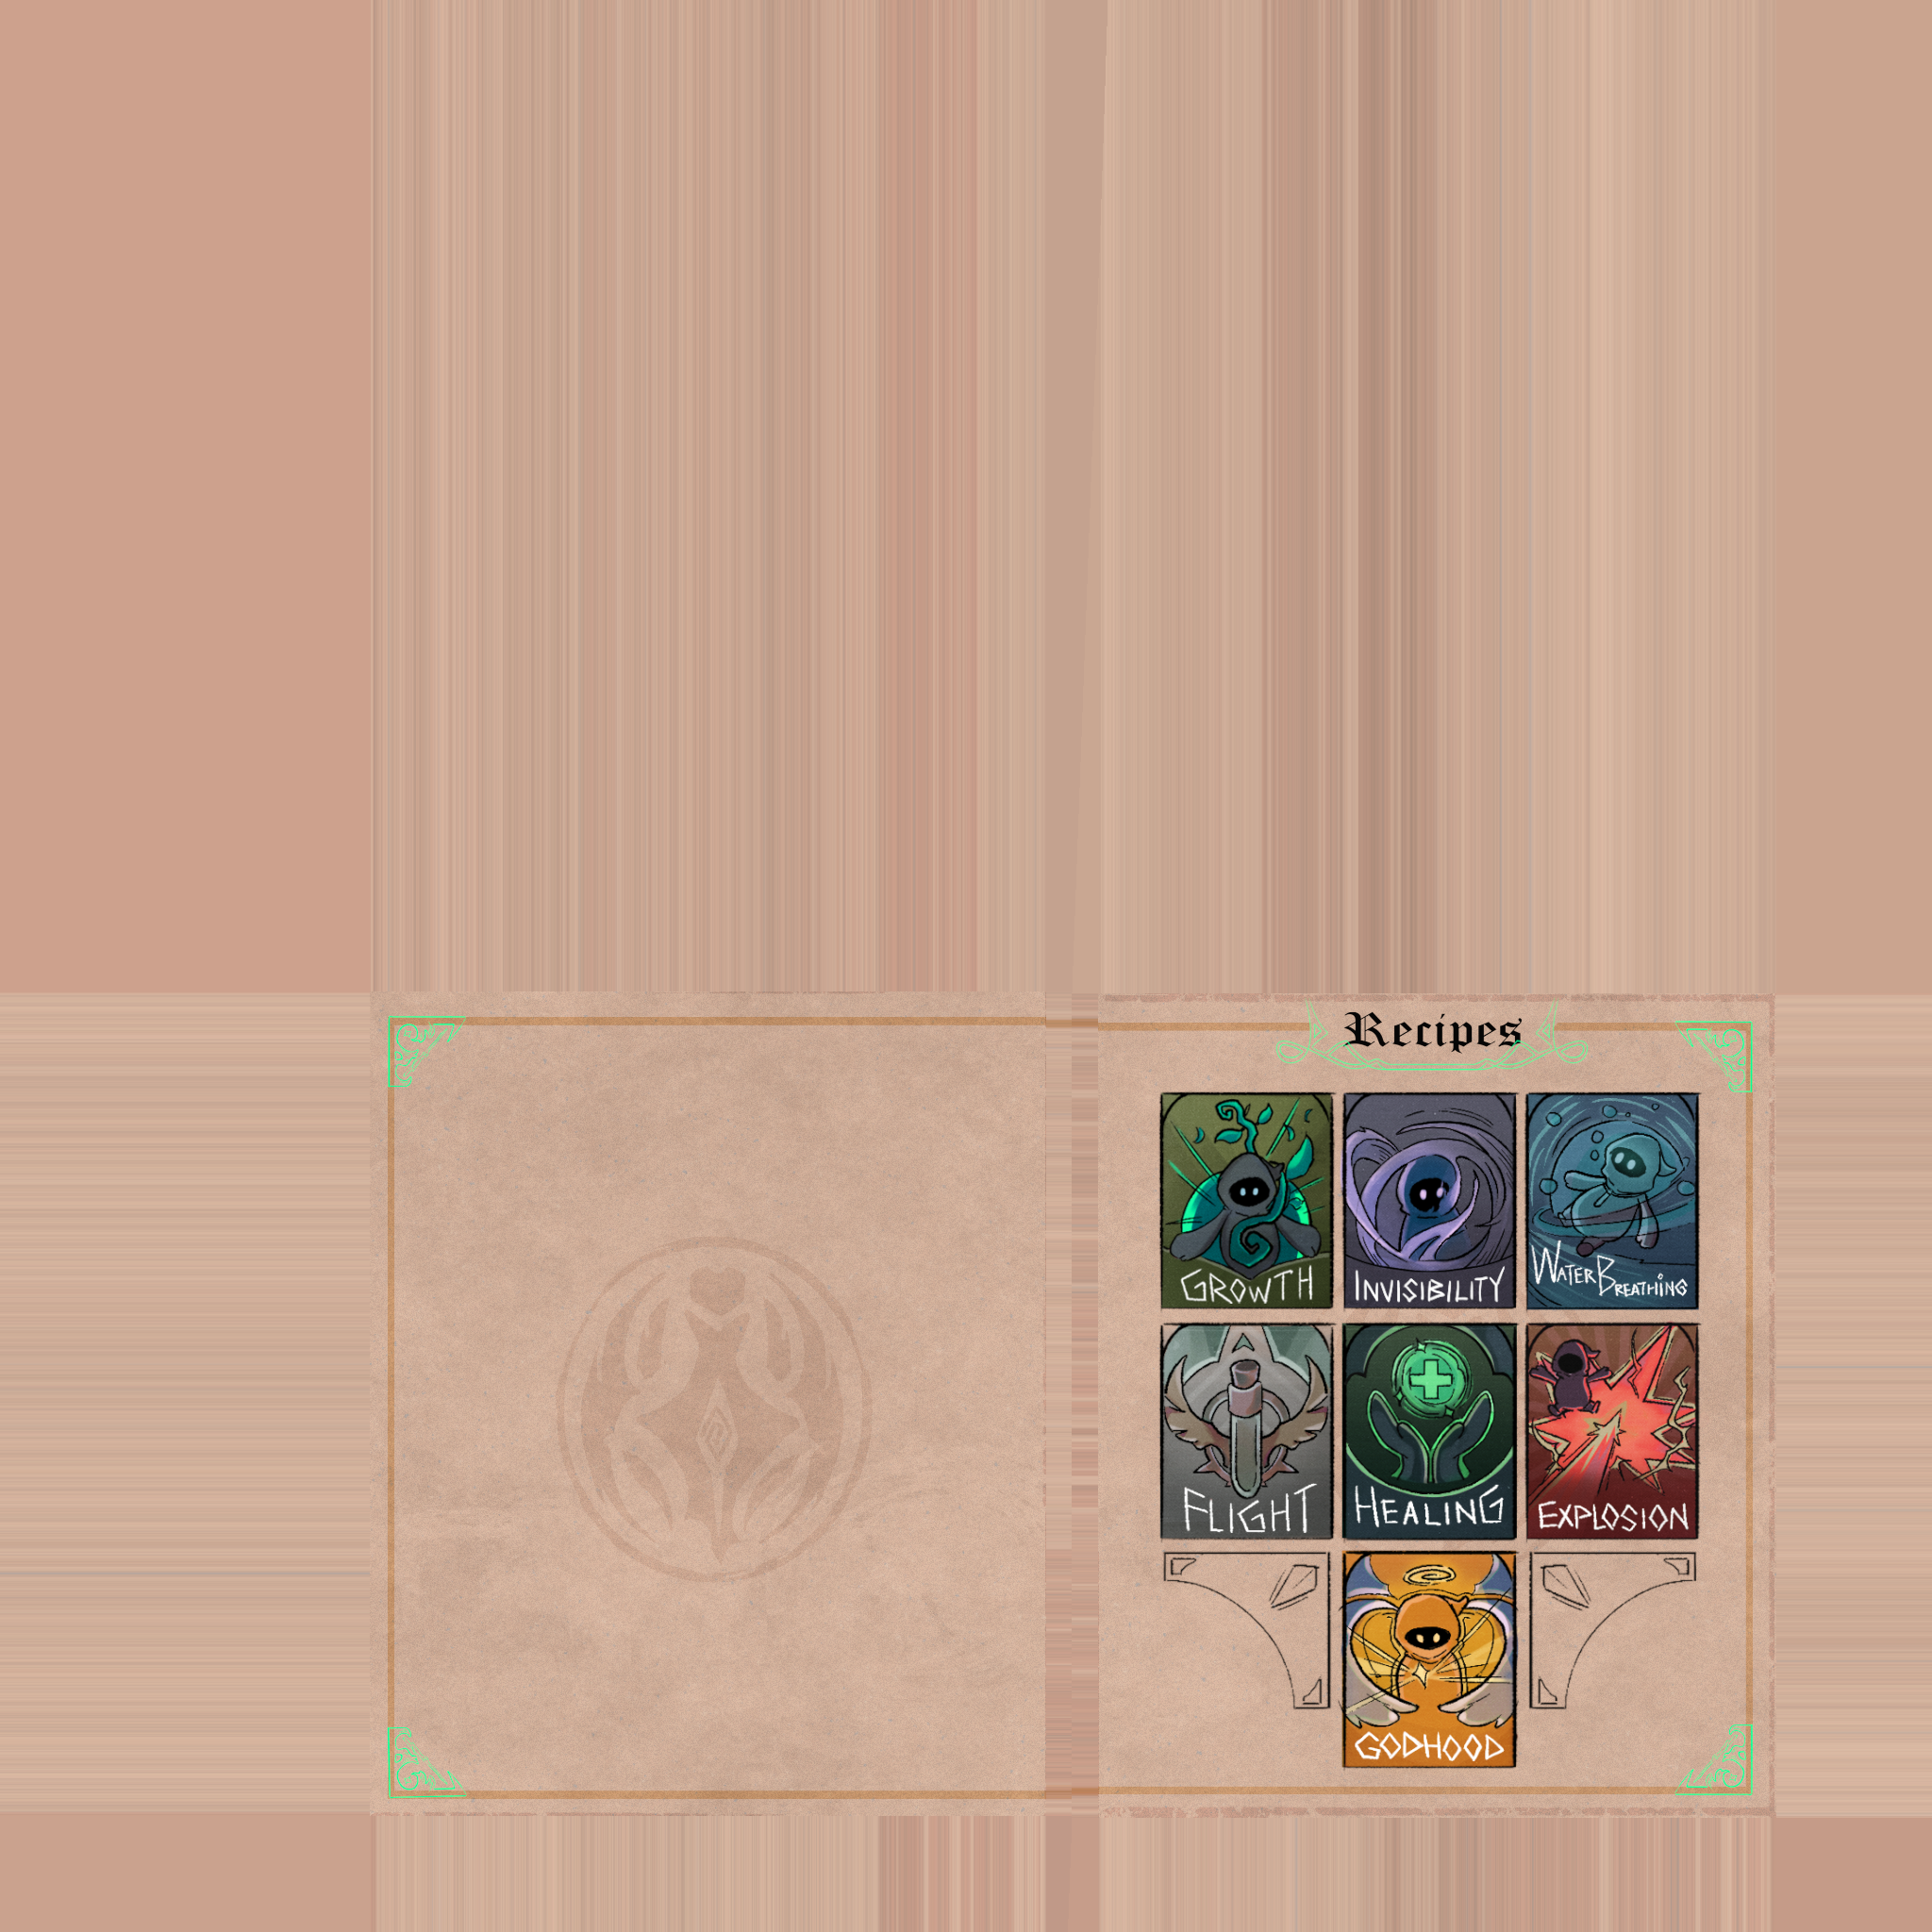 Recipes
GROWTH
INVISIBILITY
WATER BREATHING
FLIGHT
HEALING
EXPLOSION
GODHOOD